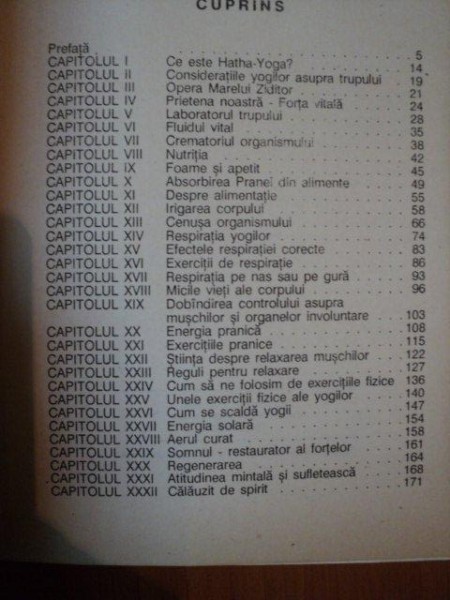 CUPRINS
Prefață . . . . . . . . . . 5
CAPITOLUL I Ce este Hatha-Yoga? . . . . . . . . . . 14
CAPITOLUL II Considerațiile yogilor asupra trupului . 19
CAPITOLUL III Opera Marelui Ziditor . . . . . . . . . . 21
CAPITOLUL IV Prietena noastră - Forța vitală . . . . . 24
CAPITOLUL V Laboratorul trupului . . . . . . . . . . 28
CAPITOLUL VI Fluidul vital . . . . . . . . . . 35
CAPITOLUL VII Crematoriul organismului . . . . . . . . . . 38
CAPITOLUL VIII Nutriția . . . . . . . . . . 42
CAPITOLUL IX Foame și apetit . . . . . . . . . . 45
CAPITOLUL X Absorbirea Pranei din alimente . . . . . 49
CAPITOLUL XI Despre alimentație . . . . . . . . . . 55
CAPITOLUL XII Irigarea corpului . . . . . . . . . . 58
CAPITOLUL XIII Cenușa organismului . . . . . . . . . . 66
CAPITOLUL XIV Respirația yogilor . . . . . . . . . . 74
CAPITOLUL XV Efectele respirației corecte . . . . . 83
CAPITOLUL XVI Exerciții de respirație . . . . . . . . . . 86
CAPITOLUL XVII Respirația pe nas sau pe gură . . . . . 93
CAPITOLUL XVIII Micile vieți ale corpului . . . . . . . . . . 96
CAPITOLUL XIX Dobîndirea controlului asupra
mușchilor și organelor involuntare . . . 103
CAPITOLUL XX Energia pranică . . . . . . . . . . 108
CAPITOLUL XXI Exercițiile pranice . . . . . . . . . . 115
CAPITOLUL XXII Știința despre relaxarea mușchilor . . . 122
CAPITOLUL XXIII Reguli pentru relaxare . . . . . . . . . . 127
CAPITOLUL XXIV Cum să ne folosim de exercițiile fizice 136
CAPITOLUL XXV Unele exerciții fizice ale yogilor . . . . 140
CAPITOLUL XXVI Cum se scaldă yogii . . . . . . . . . . 147
CAPITOLUL XXVII Energia solară . . . . . . . . . . 154
CAPITOLUL XXVIII Aerul curat . . . . . . . . . . 158
CAPITOLUL XXIX Somnul - restaurator al forțelor . . . . 161
CAPITOLUL XXX Regenerarea . . . . . . . . . . 164
CAPITOLUL XXXI Atitudinea mintală și sufletească . . . . 168
CAPITOLUL XXXII Călăuzit de spirit . . . . . . . . . . 171